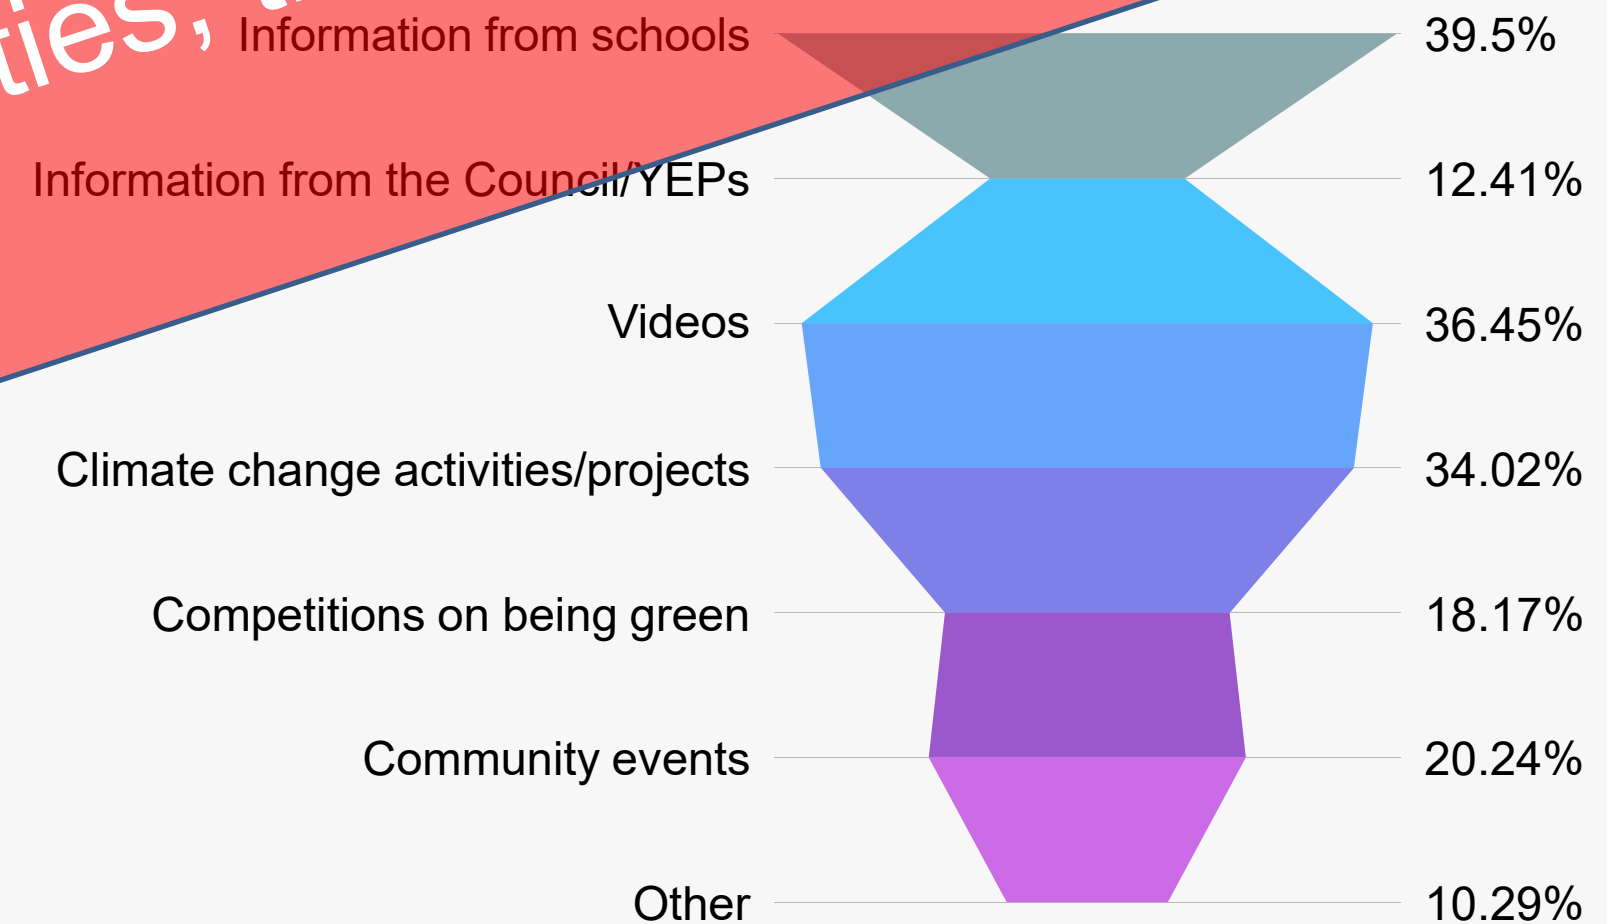 ties,
Information from schools 39.5%
Information from the Council/YEPs 12.41%
Videos 36.45%
Climate change activities/projects 34.02%
Competitions on being green 18.17%
Community events 20.24%
Other 10.29%